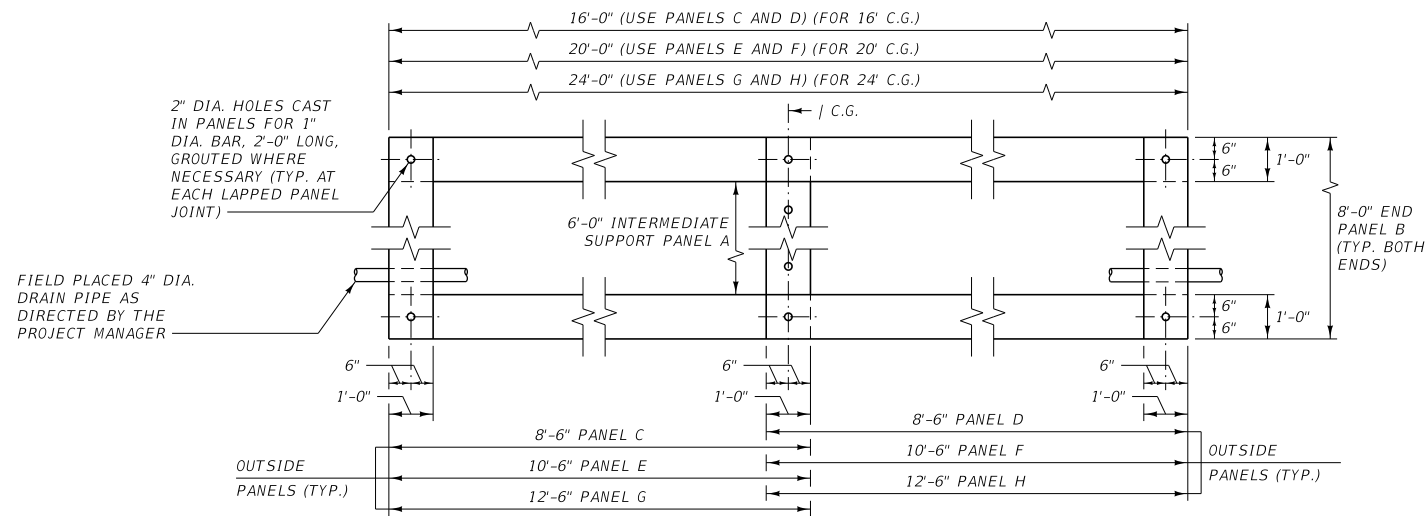 16'-0" (USE PANELS C AND D) (FOR 16' C.G.)
20'-0" (USE PANELS E AND F) (FOR 20' C.G.)
24'-0" (USE PANELS G AND H) (FOR 24' C.G.)
2" DIA. HOLES CAST
IN PANELS FOR 1"
DIA. BAR, 2'-0" LONG,
GROUTED WHERE
NECESSARY (TYP. AT
EACH LAPPED PANEL
JOINT)
/ C.G.
6"
6"
1'-0"
8'-0" END
PANEL B
(TYP. BOTH
ENDS)
6'-0" INTERMEDIATE
SUPPORT PANEL A
FIELD PLACED 4" DIA.
DRAIN PIPE AS
DIRECTED BY THE
PROJECT MANAGER
6"
6"
1'-0"
6"
1'-0"
6"
1'-0"
6"
1'-0"
8'-6" PANEL C
8'-6" PANEL D
10'-6" PANEL E
10'-6" PANEL F
12'-6" PANEL G
12'-6" PANEL H
OUTSIDE
PANELS (TYP.)
OUTSIDE
PANELS (TYP.)